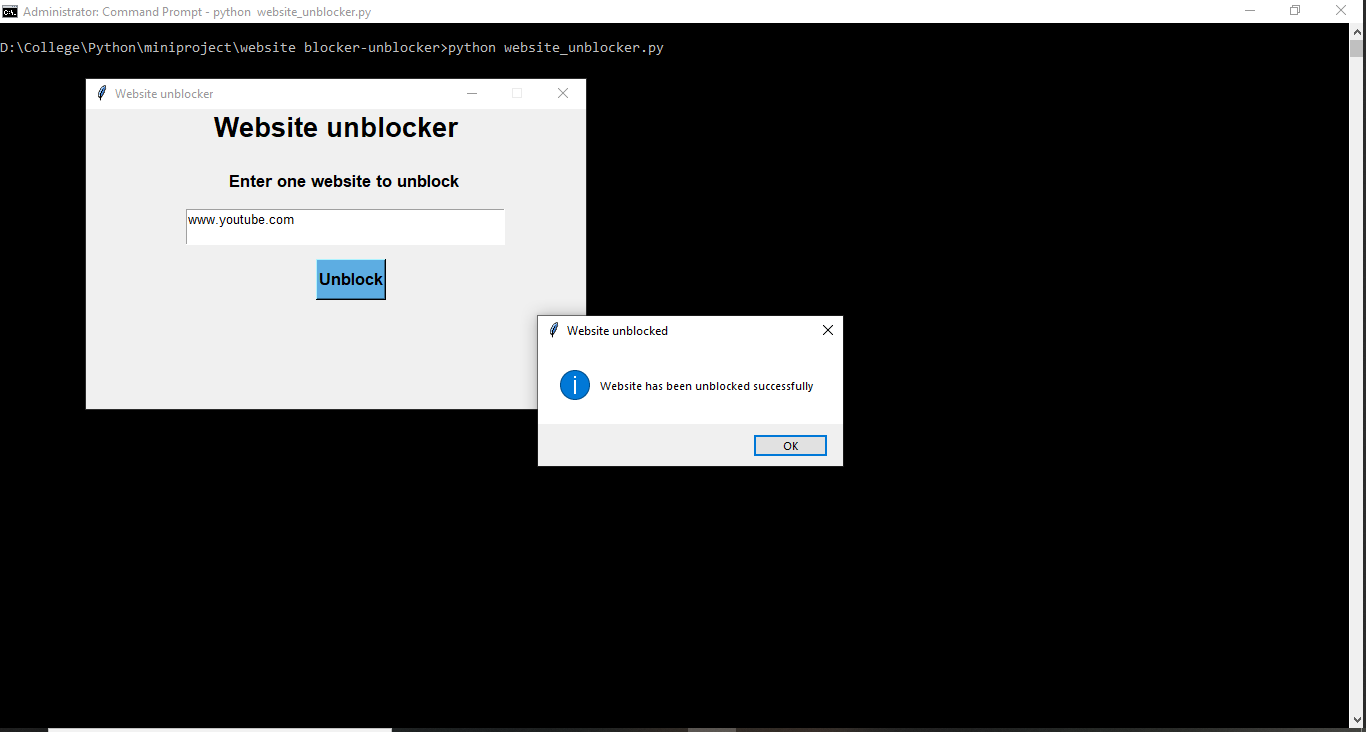 Administrator: Command Prompt - python  website_unblocker.py
D:\College\Python\miniproject\website blocker-unblocker>python website_unblocker.py
Website unblocker
Website unblocker
Enter one website to unblock
www.youtube.com
Unblock
Website unblocked
Website has been unblocked successfully
OK